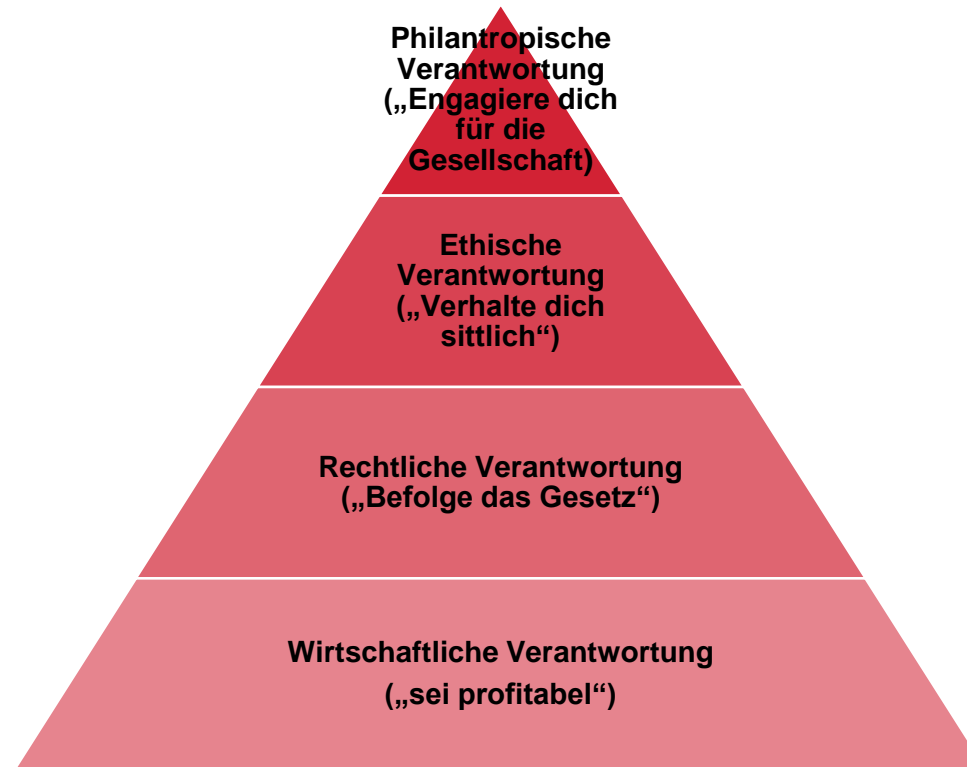 Philantropische
Verantwortung
(„Engagiere dich
für die
Gesellschaft)
Ethische
Verantwortung
(„Verhalte dich
sittlich“)
Rechtliche Verantwortung
(„Befolge das Gesetz“)
Wirtschaftliche Verantwortung
(„sei profitabel“)